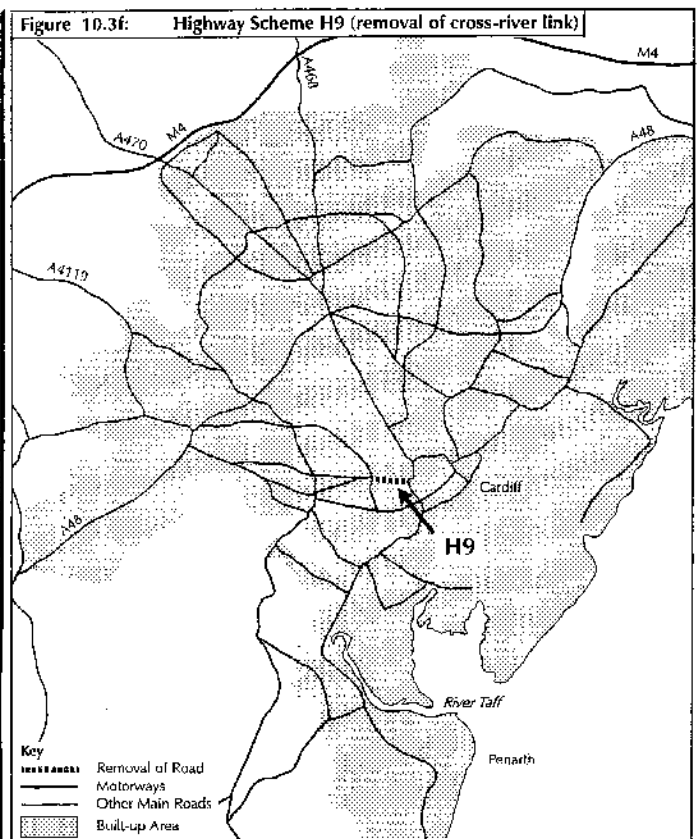 Figure 10.3f: Highway Scheme H9 (removal of cross-river link)
M4
A468
A470
M4
A48
A4119
Cardiff
H9
A48
River Taff
Penarth
Key
Removal of Road
Motorways
Other Main Roads
Built-up Area